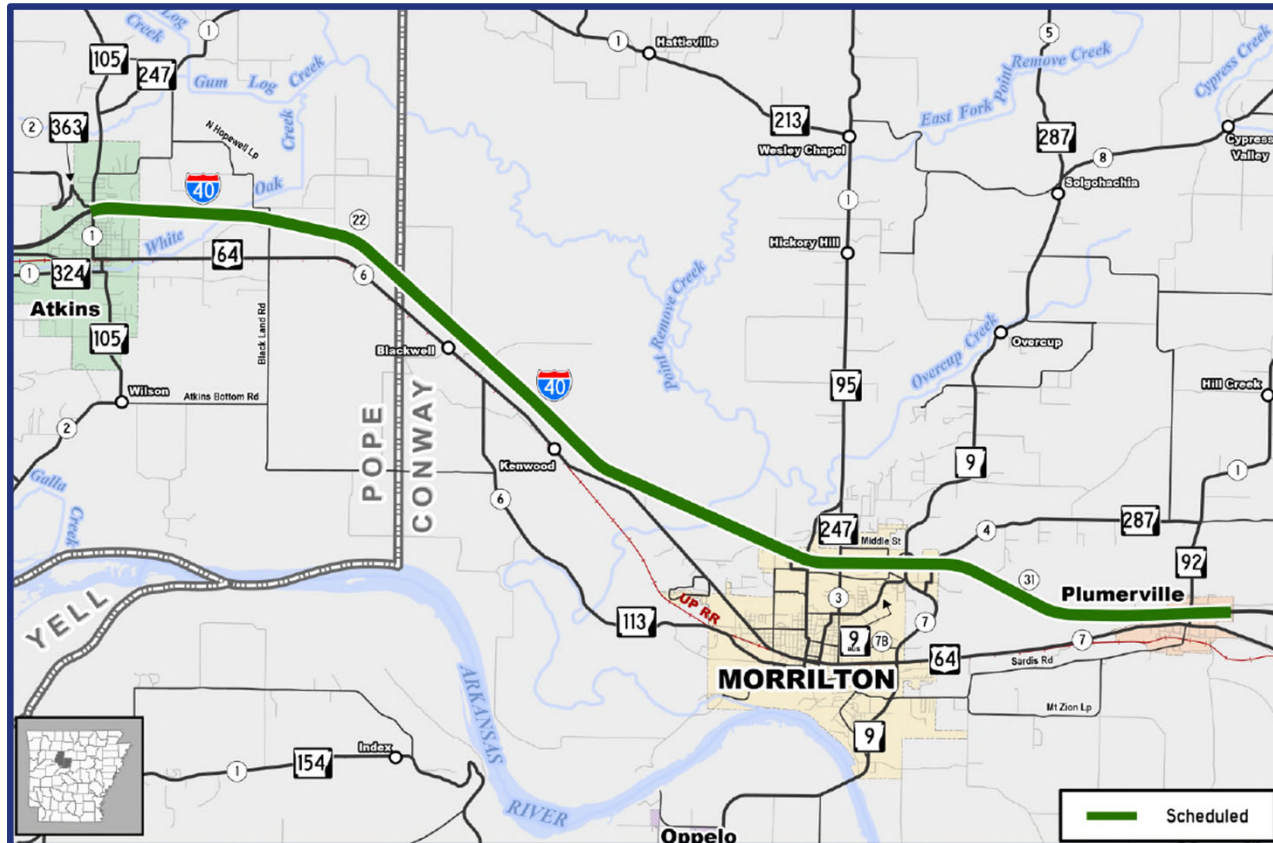 Log
Creek
Log
Creek
1
105
247
Gum Log Creek
2
363
N Hopewell Lp
Creek
Oak
White
40
22
1
64
6
1
324
Atkins
105
Wilson
2
Atkins Bottom Rd
Black Land Rd
Blackwell
40
Kenwood
POPE
CONWAY
6
Galla
Creek
YELL
113
UP RR
ARKANSAS
RIVER
1
154
Index
Oppelo
1
Hattleville
213
Wesley Chapel
East Fork Point Remove Creek
5
287
8
Cypress Creek
Cypress
Valley
Solgohachia
1
Hickory Hill
Point Remove Creek
95
Overcup Creek
Overcup
Hill Creek
9
1
247
Middle St
4
287
92
31
Plumerville
3
7
9
BUS
7B
64
7
Sardis Rd
MORRILTON
Mt Zion Lp
9
Scheduled